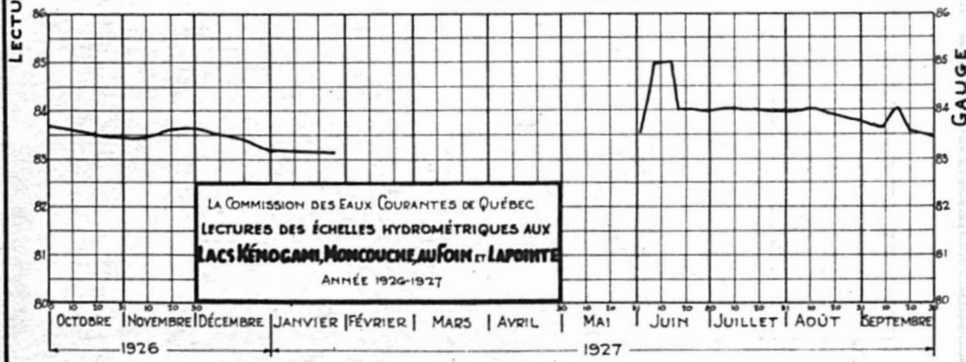 LECTU
GAUGE
86
85
84
83
82
81
80
86
85
84
83
82
81
80
LA COMMISSION DES EAUX COURANTES DE QUÉBEC
LECTURES DES ÉCHELLES HYDROMÉTRIQUES AUX
LACS KÉNOGAMI, MONCOUCHE, AU FOIN ET LAPOINTE
ANNÉE 1926-1927
OCTOBRE NOVEMBRE DÉCEMBRE JANVIER FÉVRIER MARS AVRIL MAI JUIN JUILLET AOÛT SEPTEMBRE
1926 1927